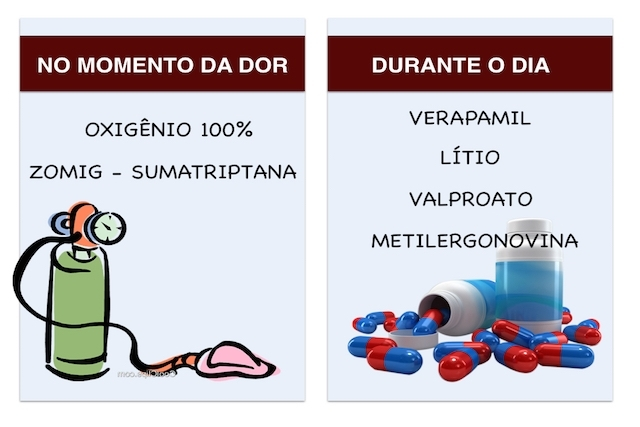 NO MOMENTO DA DOR
OXIGÊNIO 100%
ZOMIG - SUMATRIPTANA
DURANTE O DIA
VERAPAMIL
LÍTIO
VALPROATO
METILERGONOVINA